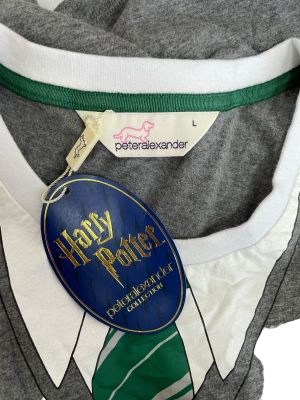 L
peteralexander
Harry
Potter
peteralexander
COLLECTION